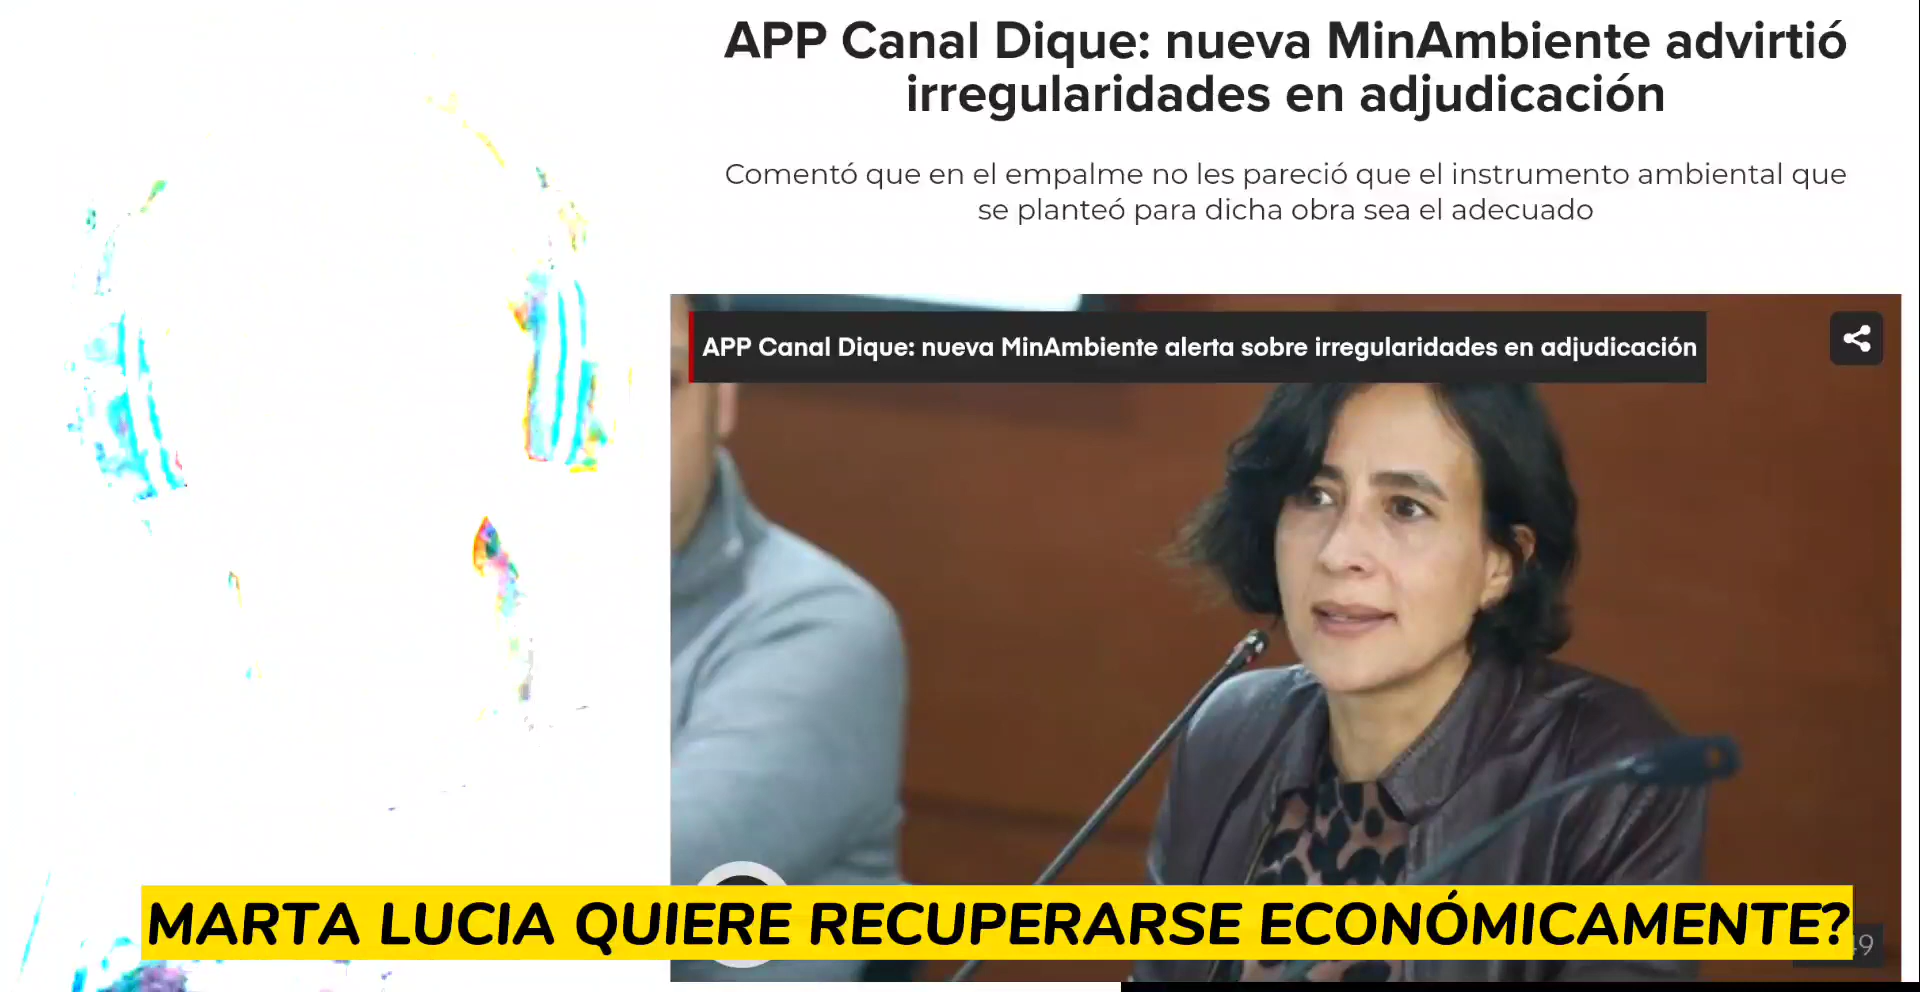 APP Canal Dique: nueva MinAmbiente advirtió
irregularidades en adjudicación
Comentó que en el empalme no les pareció que el instrumento ambiental que
se planteó para dicha obra sea el adecuado
APP Canal Dique: nueva MinAmbiente alerta sobre irregularidades en adjudicación
MARTA LUCIA QUIERE RECUPERARSE ECONÓMICAMENTE?